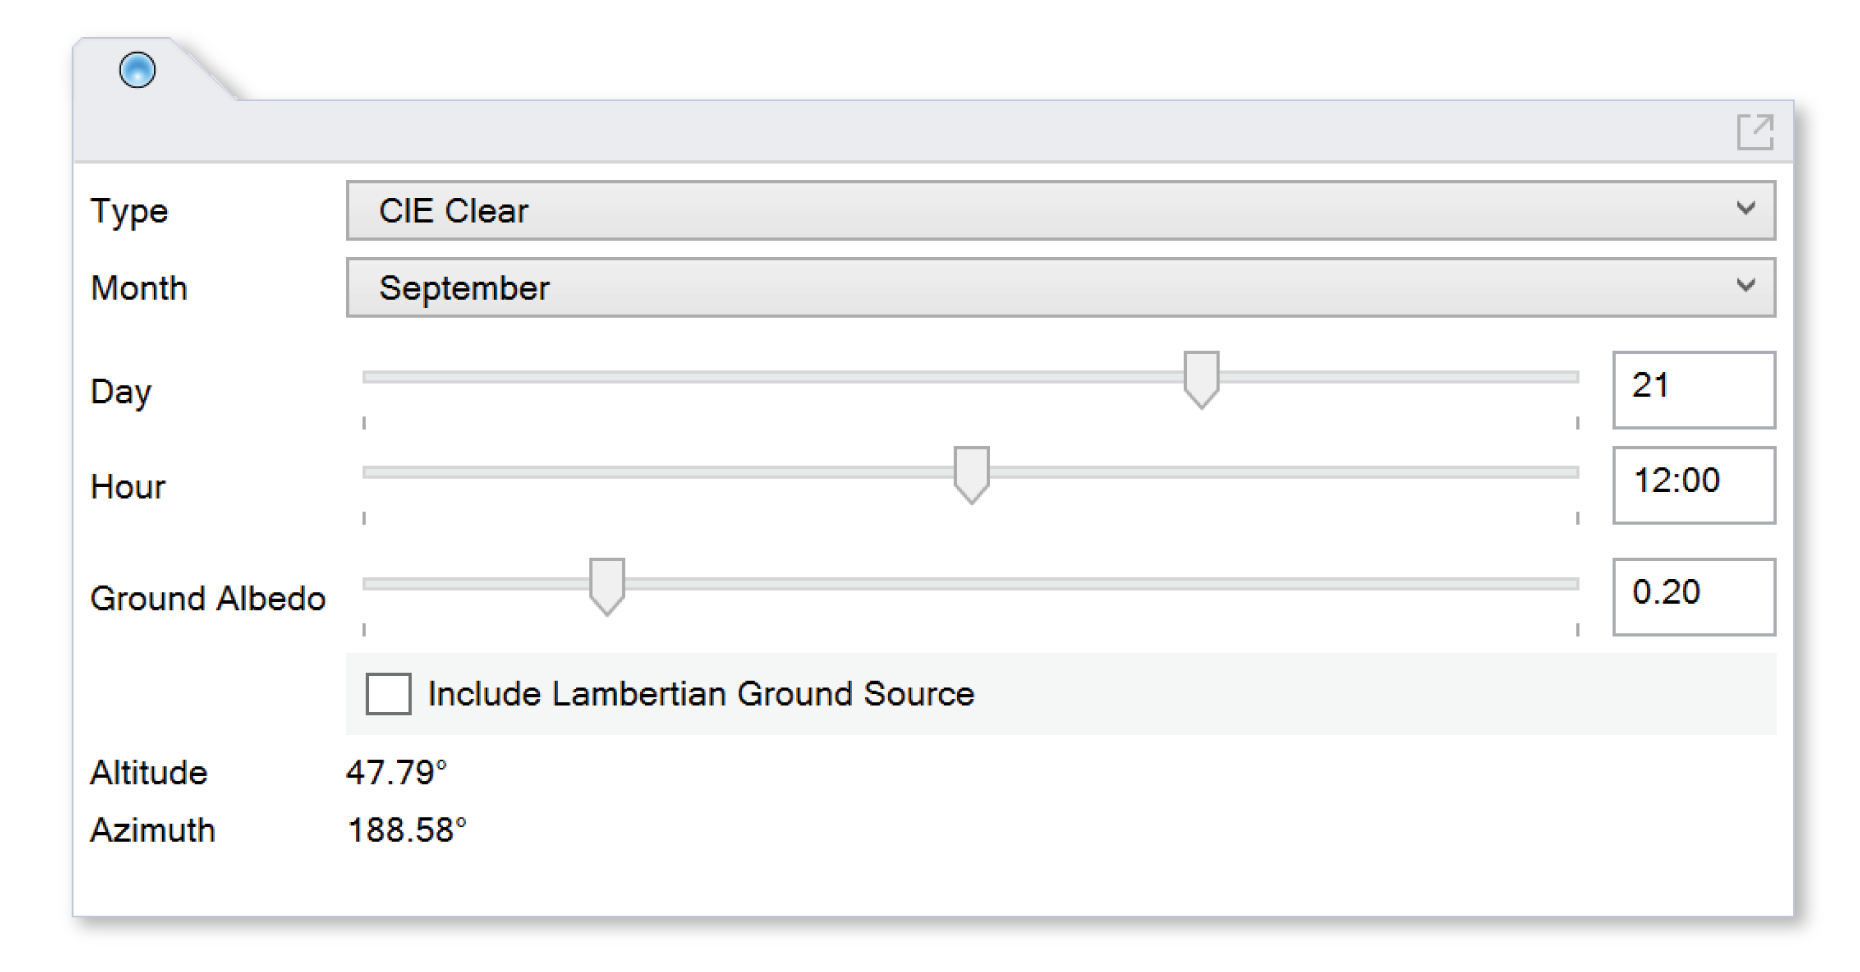 Type CIE Clear
Month September
Day 21
Hour 12:00
Ground Albedo 0.20
Include Lambertian Ground Source
Altitude 47.79°
Azimuth 188.58°